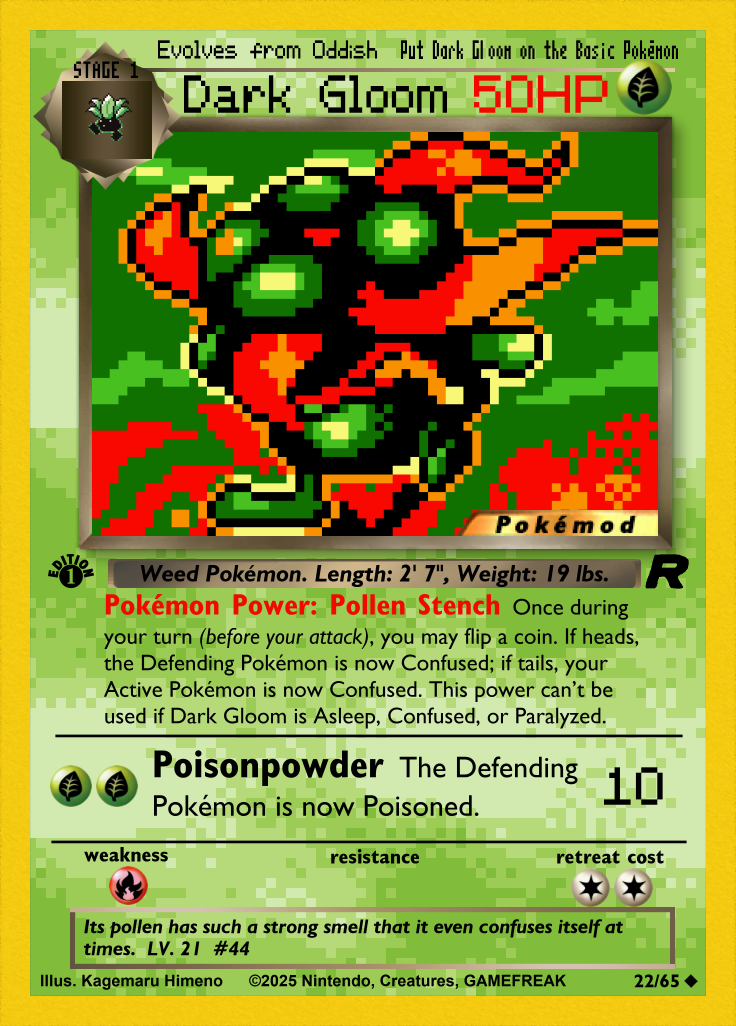 Evolves from Oddish Put Dark Gloom on the Basic Pokémon
STAGE 1
Dark Gloom 50HP
Pokémod
EDITION
1
Weed Pokémon. Length: 2' 7", Weight: 19 lbs.
R
Pokémon Power: Pollen Stench Once during
your turn (before your attack), you may flip a coin. If heads,
the Defending Pokémon is now Confused; if tails, your
Active Pokémon is now Confused. This power can't be
used if Dark Gloom is Asleep, Confused, or Paralyzed.
Poisonpowder The Defending
Pokémon is now Poisoned.
10
weakness resistance retreat cost
Its pollen has such a strong smell that it even confuses itself at
times. LV. 21 #44
Illus. Kagemaru Himeno ©2025 Nintendo, Creatures, GAMEFREAK 22/65